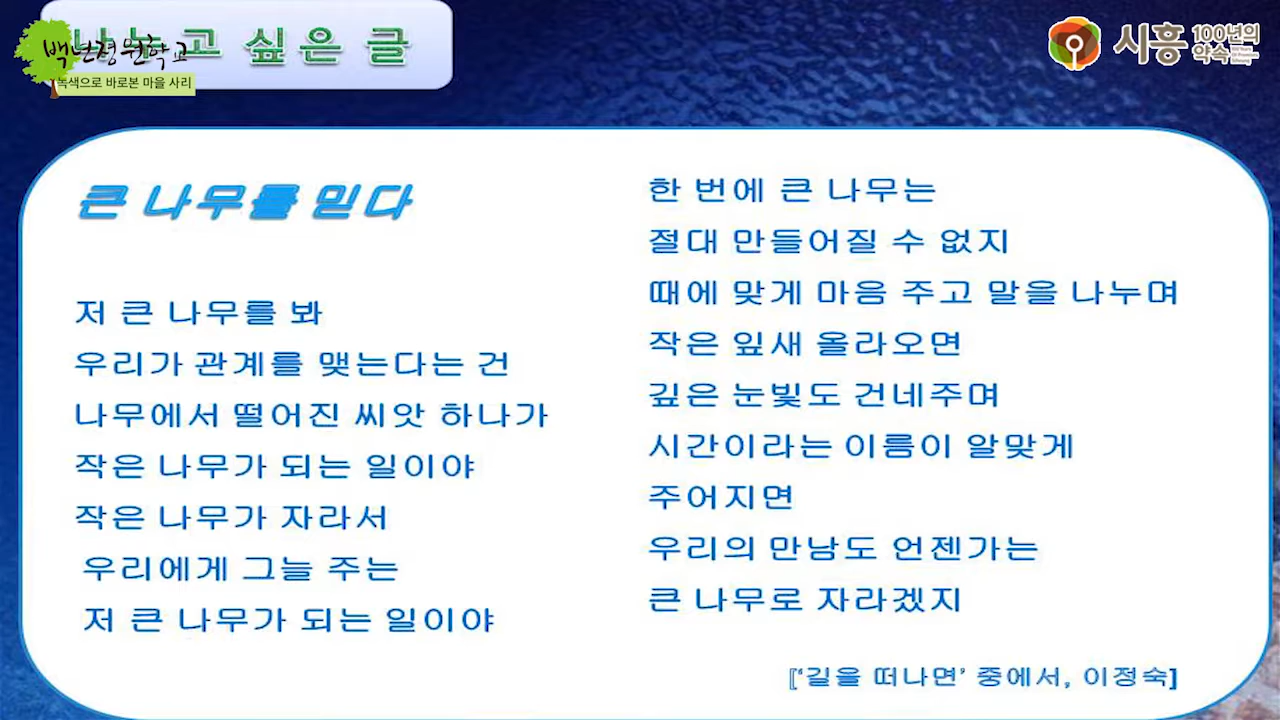 백년정원학교
녹색으로 바로본 마을 사리
싶은 글
시흥 100년의 약속
큰 나무를 믿다
저 큰 나무를 봐
우리가 관계를 맺는다는 건
나무에서 떨어진 씨앗 하나가
작은 나무가 되는 일이야
작은 나무가 자라서
우리에게 그늘 주는
저 큰 나무가 되는 일이야
한 번에 큰 나무는
절대 만들어질 수 없지
때에 맞게 마음 주고 말을 나누며
작은 잎새 올라오면
깊은 눈빛도 건네주며
시간이라는 이름이 알맞게
주어지면
우리의 만남도 언젠가는
큰 나무로 자라겠지
[‘길을 떠나면’ 중에서, 이정숙]